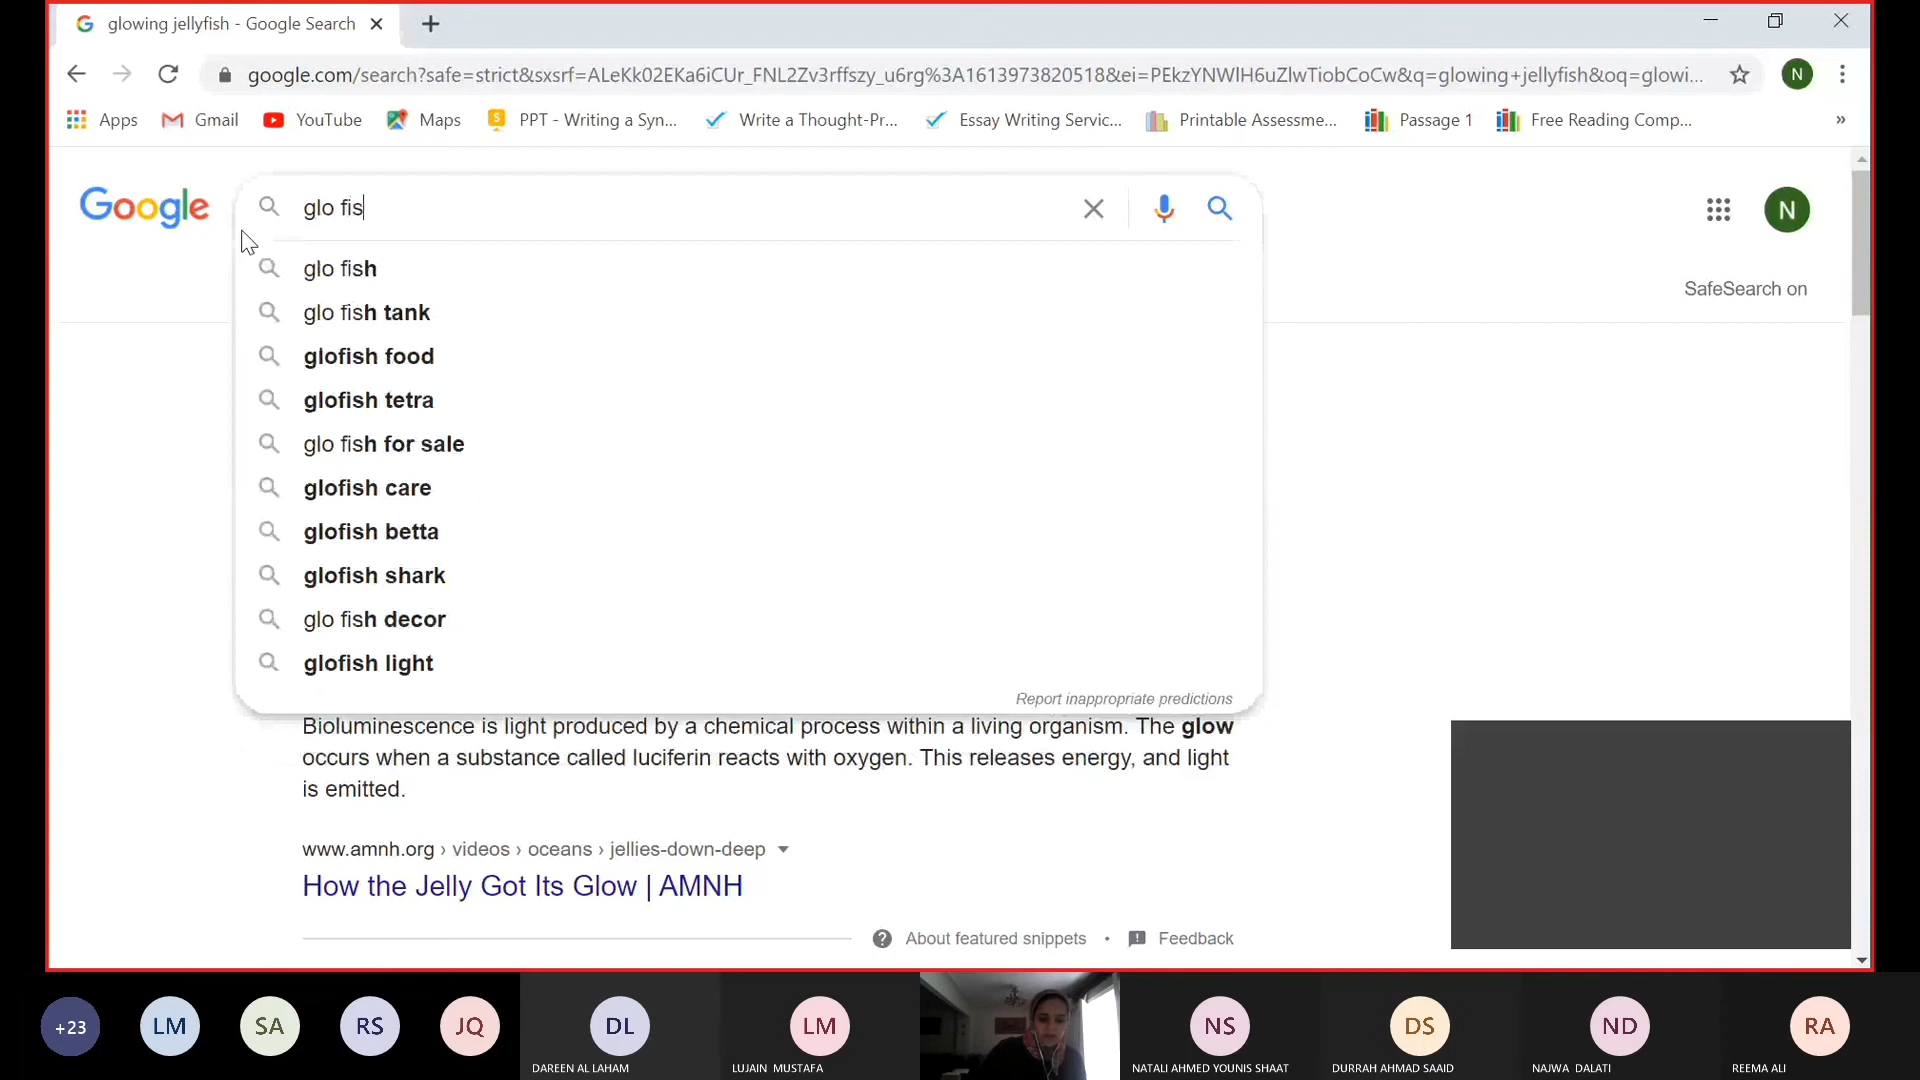 glowing jellyfish - Google Search
google.com/search?safe=strict&sxsrf=ALeKk02EKa6iCUr_FNL2Zv3rffszy_u6rg%3A1613973820518&ei=PEkzYNWlH6uZlwTiobCoCw&q=glowing+jellyfish&oq=glowi...
N
Apps
Gmail
YouTube
Maps
PPT - Writing a Syn...
Write a Thought-Pr...
Essay Writing Servic...
Printable Assessme...
Passage 1
Free Reading Comp...
»
Google
glo fis
N
SafeSearch on
glo fish
glo fish tank
glofish food
glofish tetra
glo fish for sale
glofish care
glofish betta
glofish shark
glo fish decor
glofish light
Report inappropriate predictions
Bioluminescence is light produced by a chemical process within a living organism. The glow
occurs when a substance called luciferin reacts with oxygen. This releases energy, and light
is emitted.
www.amnh.org › videos › oceans › jellies-down-deep
How the Jelly Got Its Glow | AMNH
About featured snippets • Feedback
+23
LM
SA
RS
JQ
DL
LM
NS
DS
ND
RA
DAREEN AL LAHAM
LUJAIN MUSTAFA
NATALI AHMED YOUNIS SHAAT
DURRAH AHMAD SAAID
NAJWA DALATI
REEMA ALI